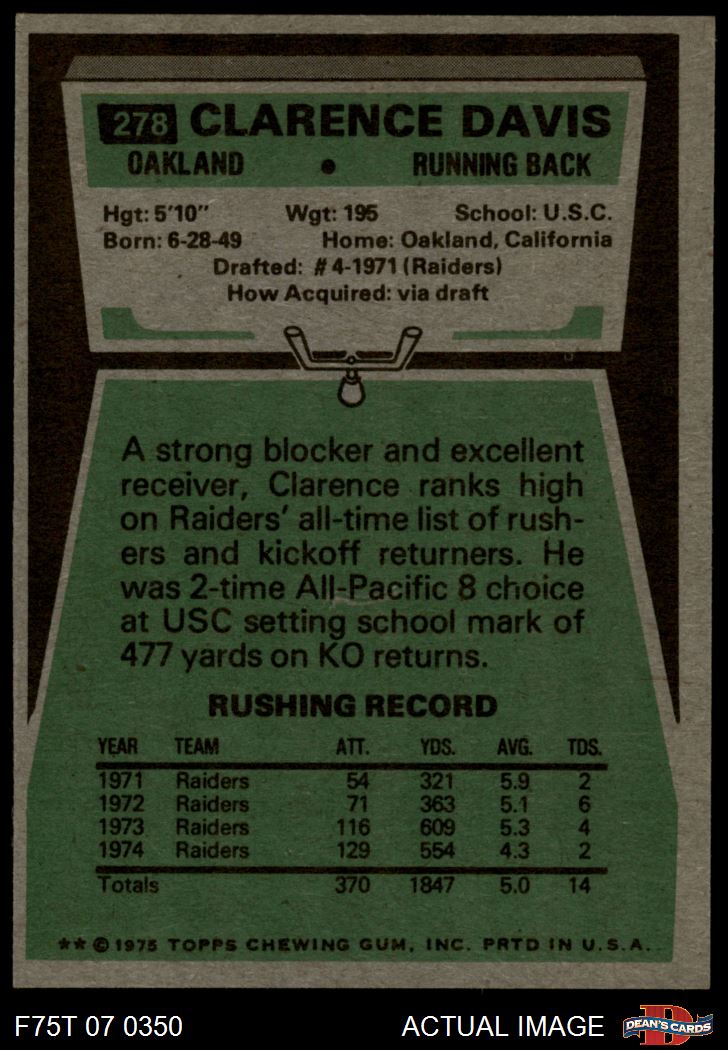 278 CLARENCE DAVIS
OAKLAND • RUNNING BACK
Hgt: 5'10" Wgt: 195 School: U.S.C.
Born: 6-28-49 Home: Oakland, California
Drafted: #4-1971 (Raiders)
How Acquired: via draft
A strong blocker and excellent
receiver, Clarence ranks high
on Raiders' all-time list of rush-
ers and kickoff returners. He
was 2-time All-Pacific 8 choice
at USC setting school mark of
477 yards on KO returns.
RUSHING RECORD
YEAR TEAM ATT. YDS. AVG. TDS.
1971 Raiders 54 321 5.9 2
1972 Raiders 71 363 5.1 6
1973 Raiders 116 609 5.3 4
1974 Raiders 129 554 4.3 2
Totals 370 1847 5.0 14
** © 1975 TOPPS CHEWING GUM, INC. PRTD IN U.S.A.
F75T 07 0350 ACTUAL IMAGE D DEAN'S CARDS